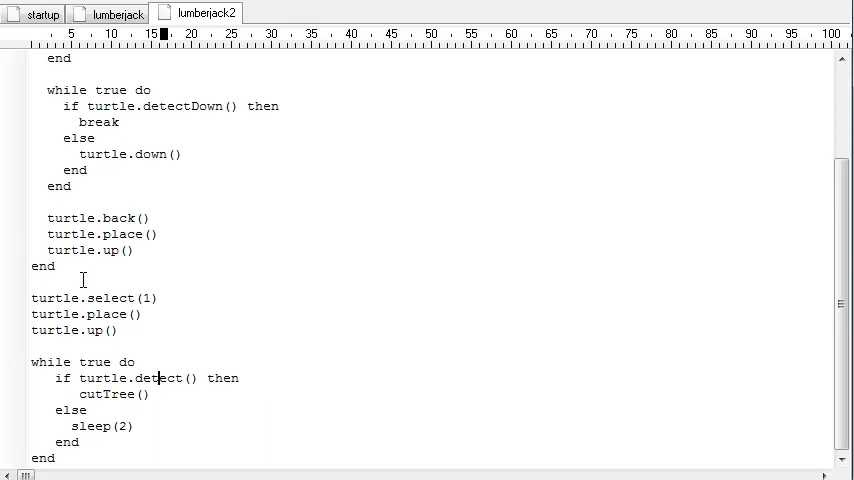 startup lumberjack lumberjack2
5 10 15 20 25 30 35 40 45 50 55 60 65 70 75 80 85 90 95 100
end
while true do
if turtle.detectDown() then
break
else
turtle.down()
end
end
turtle.back()
turtle.place()
turtle.up()
end
turtle.select(1)
turtle.place()
turtle.up()
while true do
if turtle.detect() then
cutTree()
else
sleep(2)
end
end